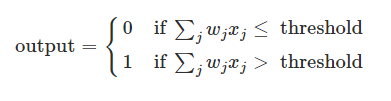 output = { 0 if ∑_j w_j x_j ≤ threshold
1 if ∑_j w_j x_j > threshold